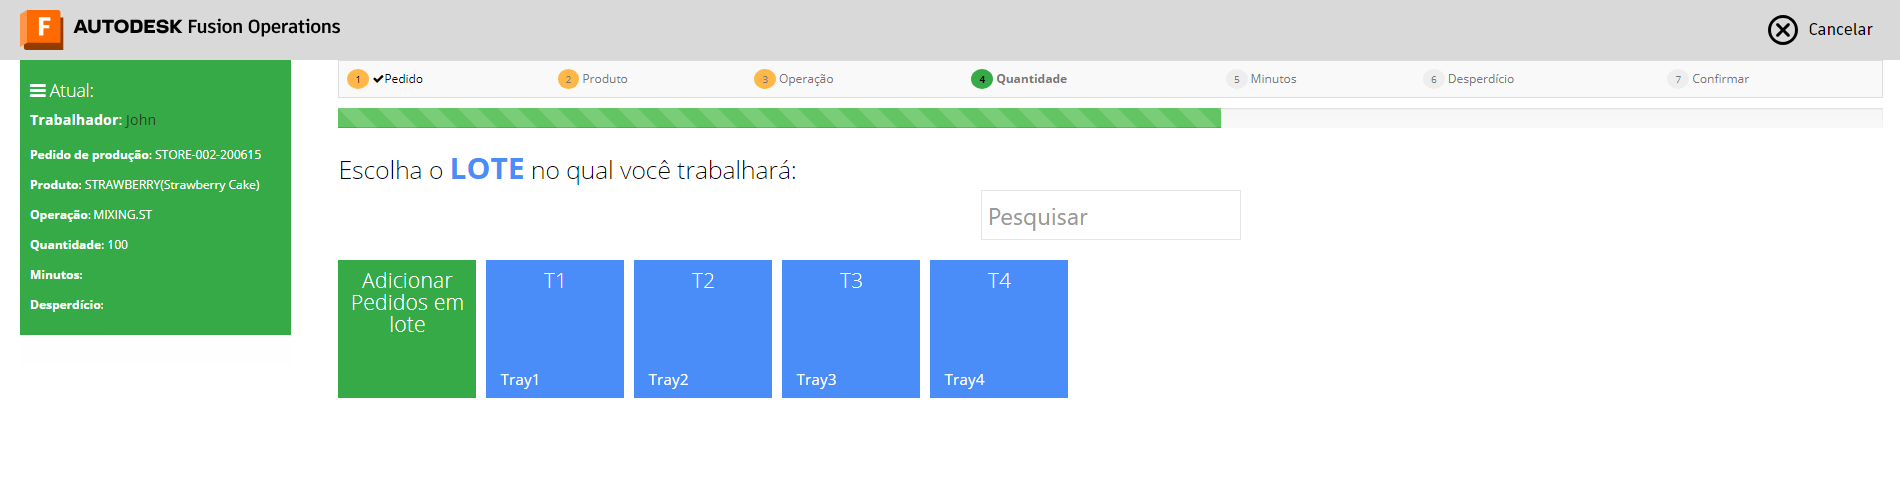 F AUTODESK Fusion Operations
Cancelar
Atual:
Trabalhador: John
Pedido de produção: STORE-002-200615
Produto: STRAWBERRY(Strawberry Cake)
Operação: MIXING.ST
Quantidade: 100
Minutos:
Desperdício:
1 Pedido
2 Produto
3 Operação
4 Quantidade
5 Minutos
6 Desperdício
7 Confirmar
Escolha o LOTE no qual você trabalhará:
Pesquisar
Adicionar
Pedidos em
lote
T1
Tray1
T2
Tray2
T3
Tray3
T4
Tray4